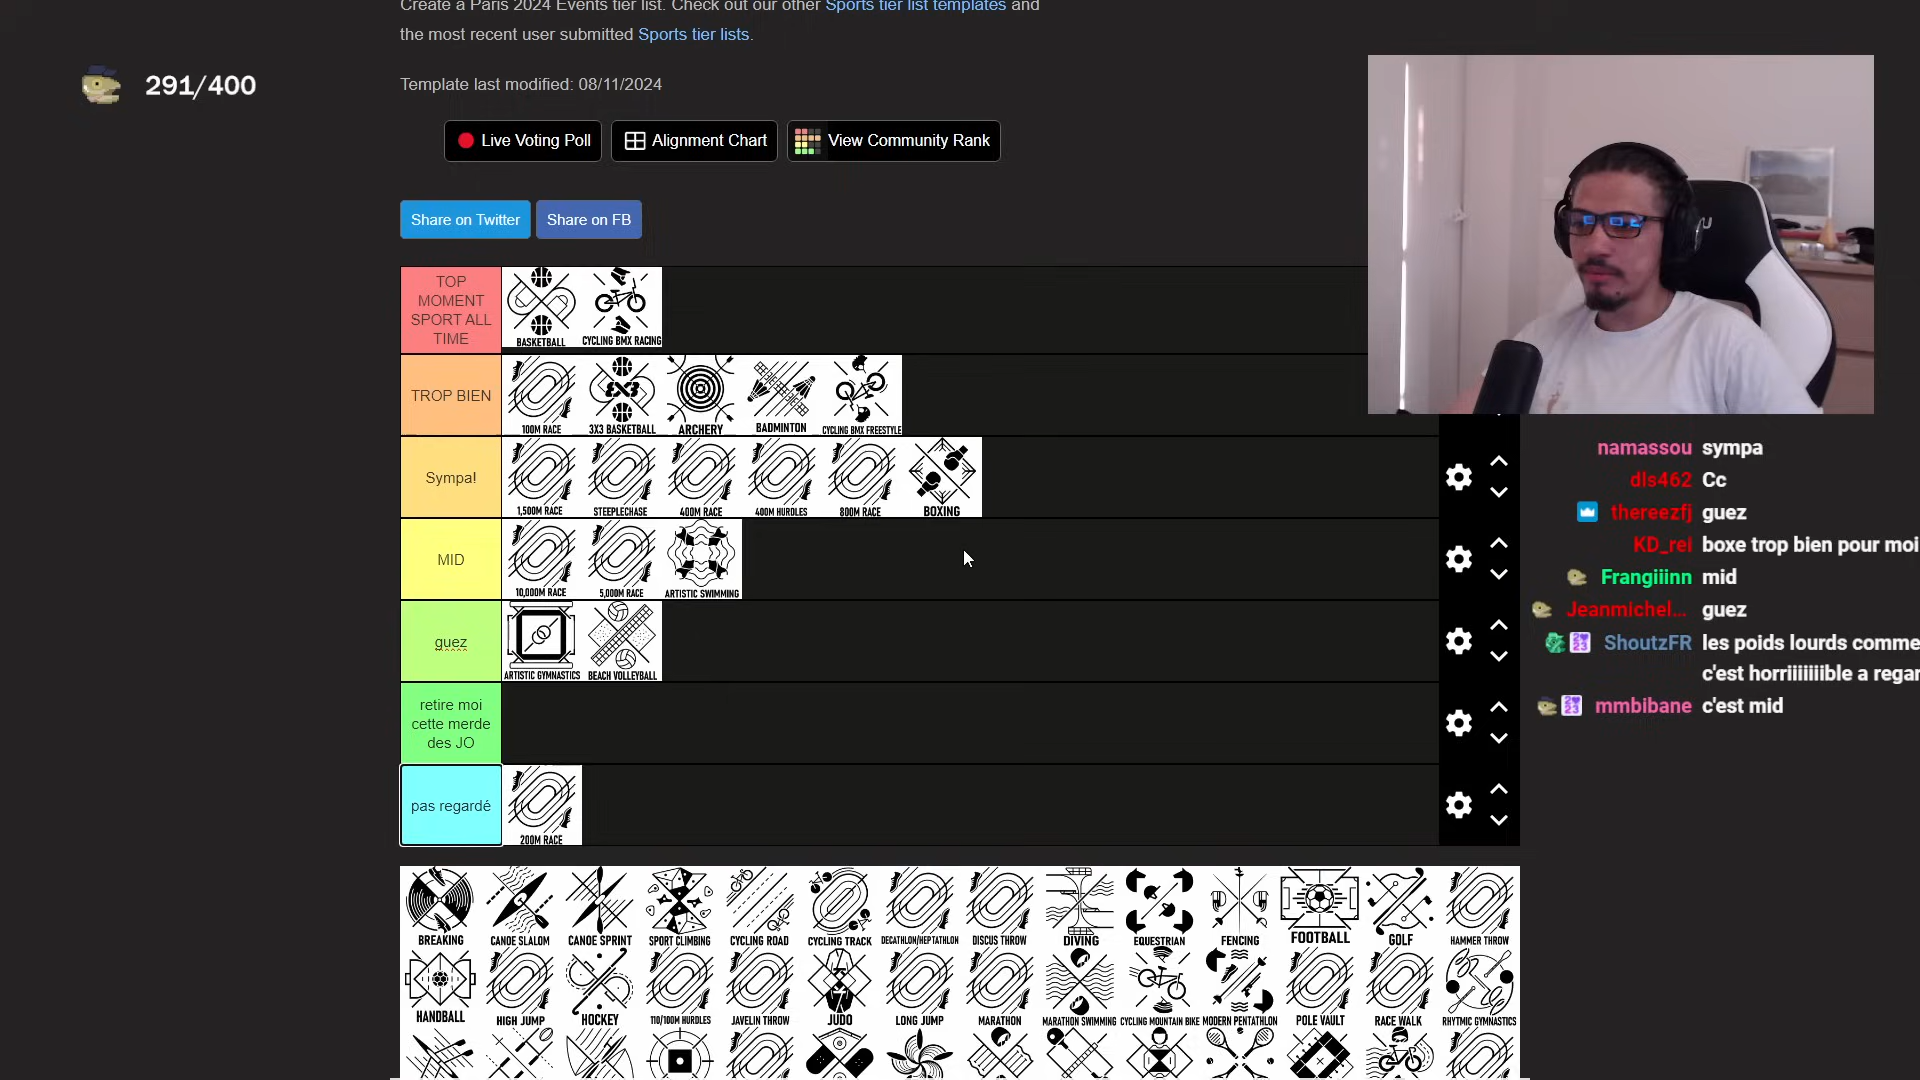 Create a Paris 2024 Events tier list. Check out our other Sports tier list templates and
the most recent user submitted Sports tier lists.
291/400
Template last modified: 08/11/2024
Live Voting Poll
Alignment Chart
View Community Rank
Share on Twitter
Share on FB
TOP
MOMENT
SPORT ALL
TIME
BASKETBALL
CYCLING BMX RACING
TROP BIEN
100M RACE
3X3
3X3 BASKETBALL
ARCHERY
BADMINTON
CYCLING BMX FREESTYLE
Sympa!
1,500M RACE
STEEPLECHASE
400M RACE
400M HURDLES
800M RACE
BOXING
MID
10,000M RACE
5,000M RACE
ARTISTIC SWIMMING
guez
ARTISTIC GYMNASTICS
BEACH VOLLEYBALL
retire moi
cette merde
des JO
pas regardé
200M RACE
BREAKING
CANOE SLALOM
CANOE SPRINT
SPORT CLIMBING
CYCLING ROAD
CYCLING TRACK
DECATHLON/HEPTATHLON
DISCUS THROW
DIVING
EQUESTRIAN
FENCING
FOOTBALL
GOLF
HAMMER THROW
HANDBALL
HIGH JUMP
HOCKEY
110/100M HURDLES
JAVELIN THROW
JUDO
LONG JUMP
MARATHON
MARATHON SWIMMING
CYCLING MOUNTAIN BIKE
MODERN PENTATHLON
POLE VAULT
RACE WALK
RHYTMIC GYMNASTICS
namassou sympa
dls462 Cc
thereezfj guez
KD_rei boxe trop bien pour moi
Frangiiinn mid
Jeanmichel... guez
ShoutzFR les poids lourds comme
c'est horriiiiiiible a regar
mmbibane c'est mid